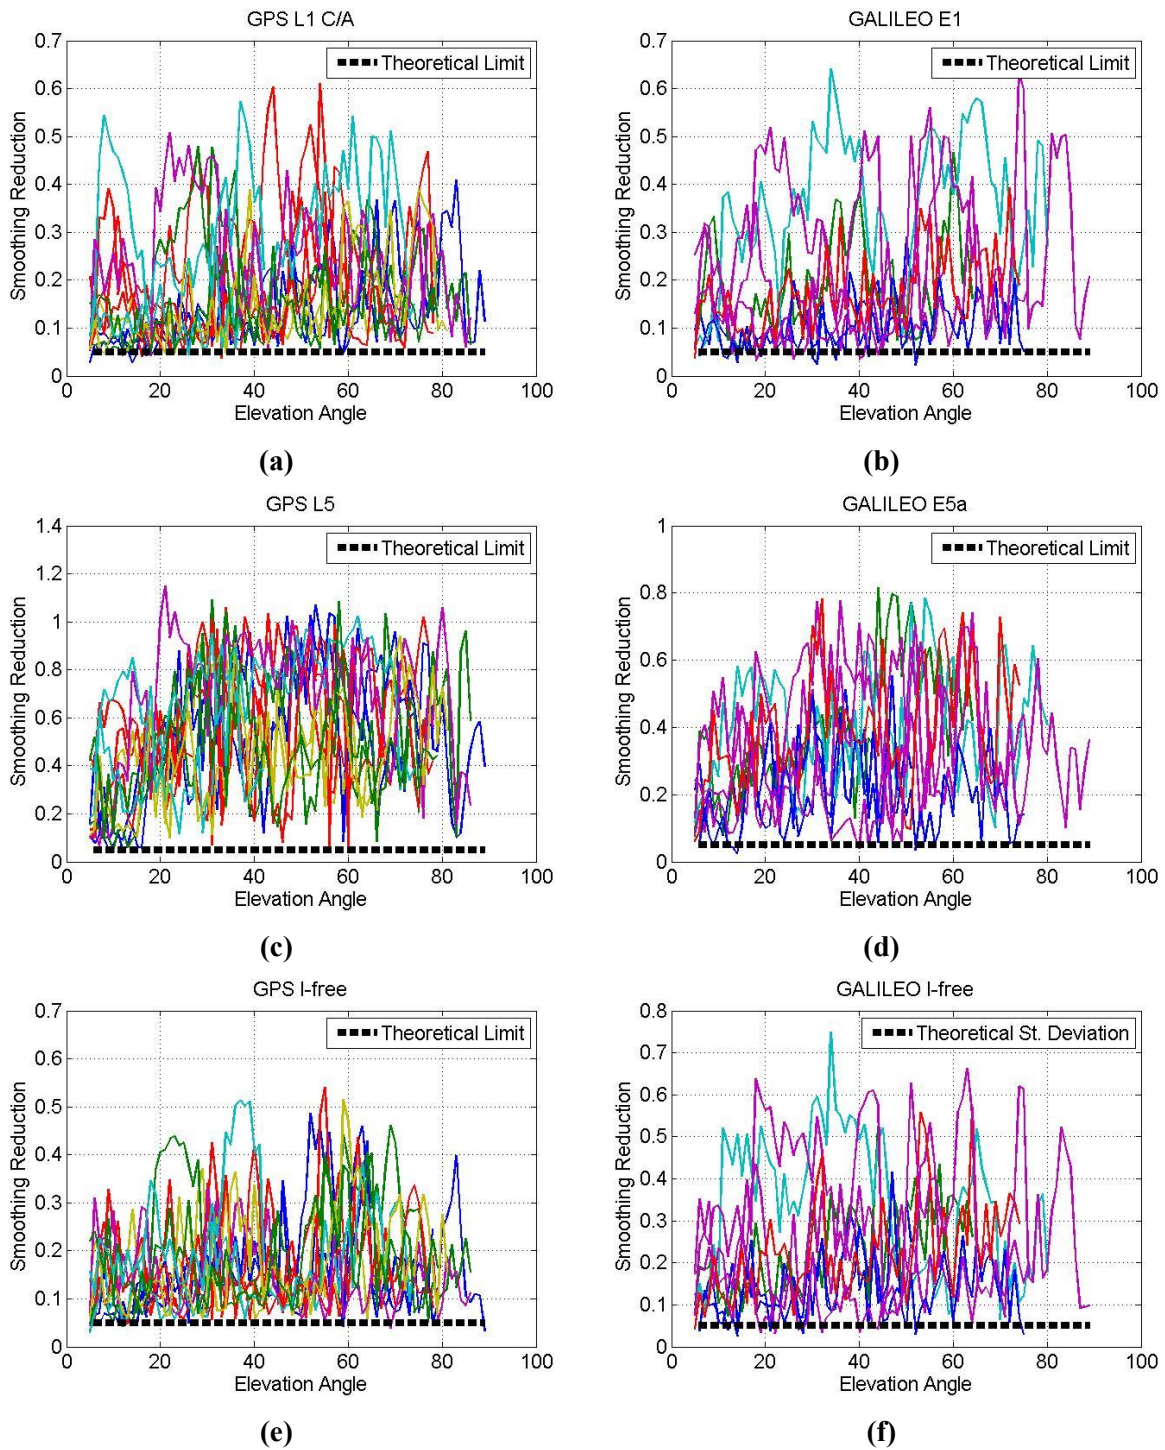 GPS L1 C/A
0.7
0.6
0.5
0.4
0.3
0.2
0.1
0
Smoothing Reduction
Theoretical Limit
0 20 40 60 80 100
Elevation Angle
(a)
GALILEO E1
0.7
0.6
0.5
0.4
0.3
0.2
0.1
0
Smoothing Reduction
Theoretical Limit
0 20 40 60 80 100
Elevation Angle
(b)
GPS L5
1.4
1.2
1
0.8
0.6
0.4
0.2
0
Smoothing Reduction
Theoretical Limit
0 20 40 60 80 100
Elevation Angle
(c)
GALILEO E5a
1
0.8
0.6
0.4
0.2
0
Smoothing Reduction
Theoretical Limit
0 20 40 60 80 100
Elevation Angle
(d)
GPS I-free
0.7
0.6
0.5
0.4
0.3
0.2
0.1
0
Smoothing Reduction
Theoretical Limit
0 20 40 60 80 100
Elevation Angle
(e)
GALILEO I-free
0.8
0.7
0.6
0.5
0.4
0.3
0.2
0.1
0
Smoothing Reduction
Theoretical St. Deviation
0 20 40 60 80 100
Elevation Angle
(f)